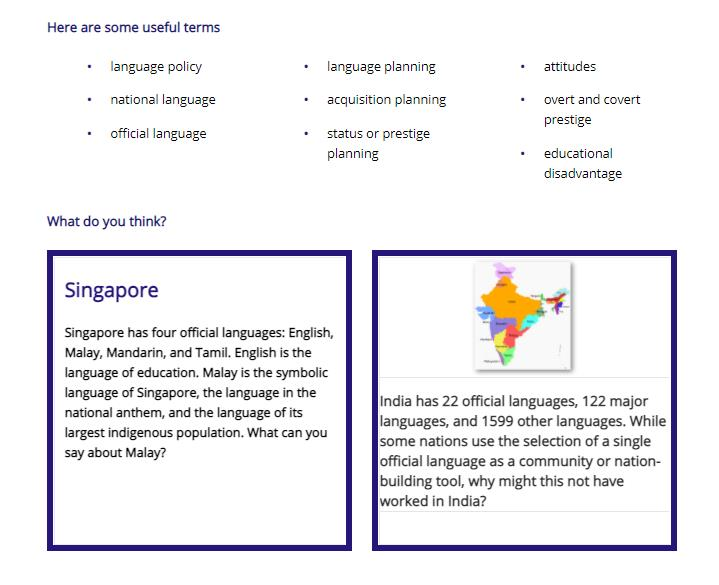 Here are some useful terms
• language policy
• national language
• official language
• language planning
• acquisition planning
• status or prestige
planning
• attitudes
• overt and covert
prestige
• educational
disadvantage
What do you think?
Singapore
Singapore has four official languages: English,
Malay, Mandarin, and Tamil. English is the
language of education. Malay is the symbolic
language of Singapore, the language in the
national anthem, and the language of its
largest indigenous population. What can you
say about Malay?
India has 22 official languages, 122 major
languages, and 1599 other languages. While
some nations use the selection of a single
official language as a community or nation-
building tool, why might this not have
worked in India?